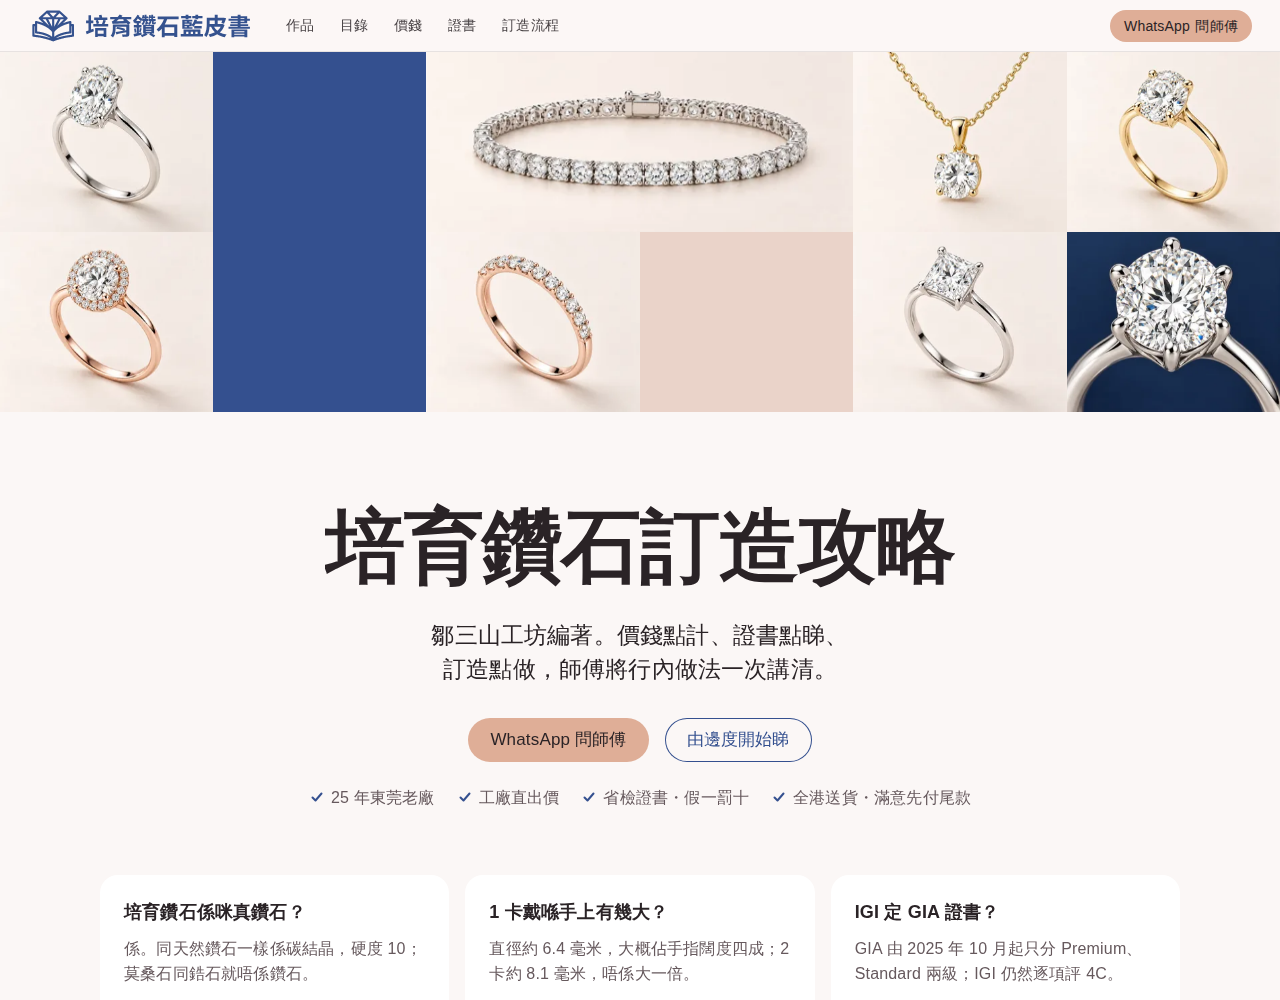 培育鑽石藍皮書
作品
目錄
價錢
證書
訂造流程
WhatsApp 問師傅
培育鑽石訂造攻略
鄒三山工坊編著。價錢點計、證書點睇、
訂造點做，師傅將行內做法一次講清。
WhatsApp 問師傅
由邊度開始睇
25 年東莞老廠
工廠直出價
省檢證書・假一罰十
全港送貨・滿意先付尾款
培育鑽石係咪真鑽石？
係。同天然鑽石一樣係碳結晶，硬度 10；
莫桑石同鋯石就唔係鑽石。
1 卡戴喺手上有幾大？
直徑約 6.4 毫米，大概佔手指闊度四成；2
卡約 8.1 毫米，唔係大一倍。
IGI 定 GIA 證書？
GIA 由 2025 年 10 月起只分 Premium、
Standard 兩級；IGI 仍然逐項評 4C。